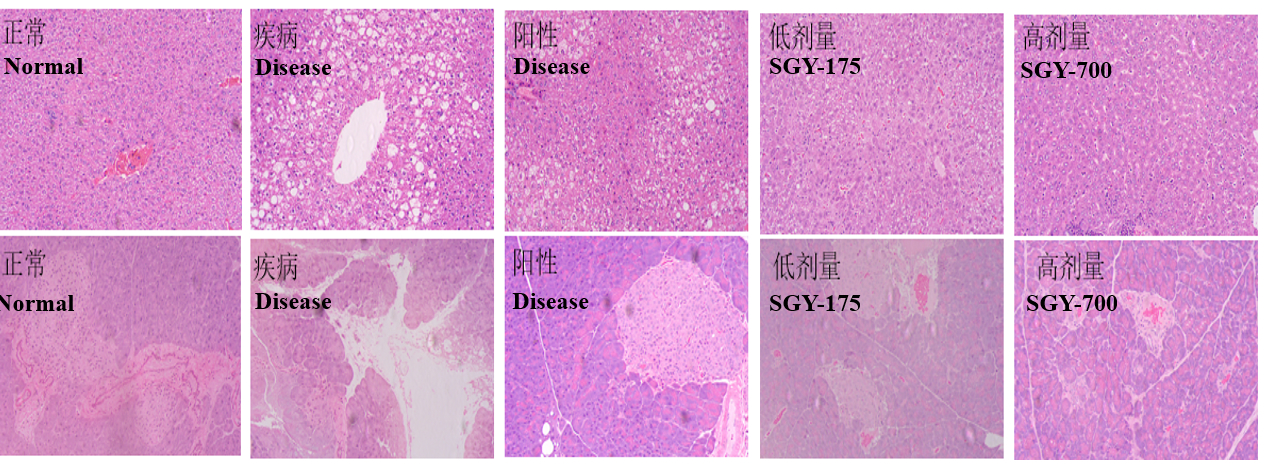 正常
Normal
疾病
Disease
阳性
Disease
低剂量
SGY-175
高剂量
SGY-700
正常
Normal
疾病
Disease
阳性
Disease
低剂量
SGY-175
高剂量
SGY-700